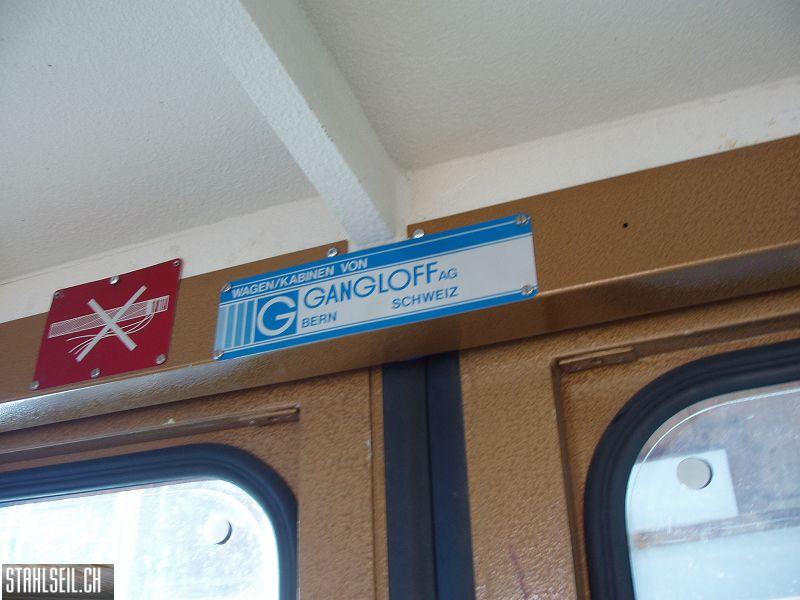 WAGEN/KABINEN VON
G GANGLOFF AG
BERN SCHWEIZ
STAHLSEIL.CH